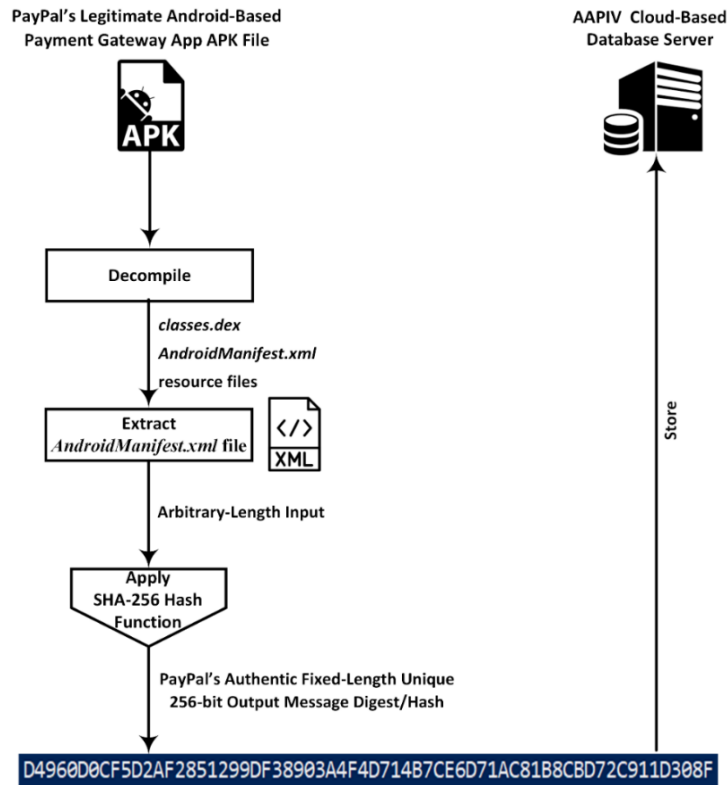 PayPal's Legitimate Android-Based
Payment Gateway App APK File
AAPIV Cloud-Based
Database Server
APK
Decompile
classes.dex
AndroidManifest.xml
resource files
Extract
AndroidManifest.xml file
</>
XML
Store
Arbitrary-Length Input
Apply
SHA-256 Hash
Function
PayPal's Authentic Fixed-Length Unique
256-bit Output Message Digest/Hash
D4960D0CF5D2AF2851299DF38903A4F4D714B7CE6D71AC81B8CBD72C911D308F